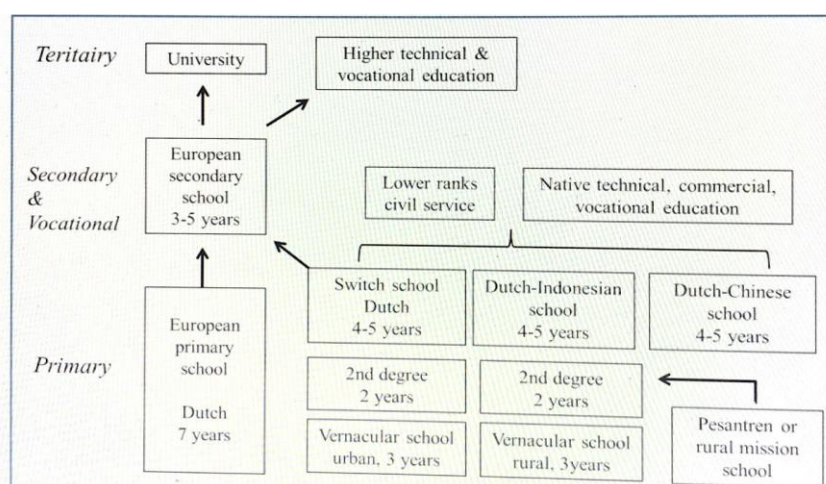 Teritairy
University
Higher technical &
vocational education
Secondary
&
Vocational
European
secondary
school
3-5 years
Lower ranks
civil service
Native technical, commercial,
vocational education
Primary
European
primary
school
Dutch
7 years
Switch school
Dutch
4-5 years
Dutch-Indonesian
school
4-5 years
Dutch-Chinese
school
4-5 years
2nd degree
2 years
2nd degree
2 years
Vernacular school
urban, 3 years
Vernacular school
rural, 3years
Pesantren or
rural mission
school